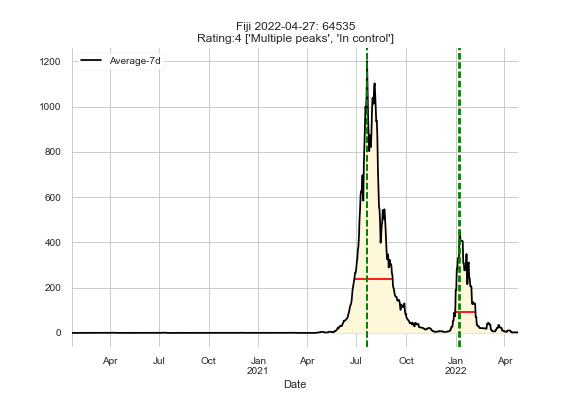 Fiji 2022-04-27: 64535
Rating:4 ['Multiple peaks', 'In control']
Average-7d
1200
1000
800
600
400
200
0
Apr Jul Oct Jan Apr Jul Oct Jan Apr
2021 2022
Date